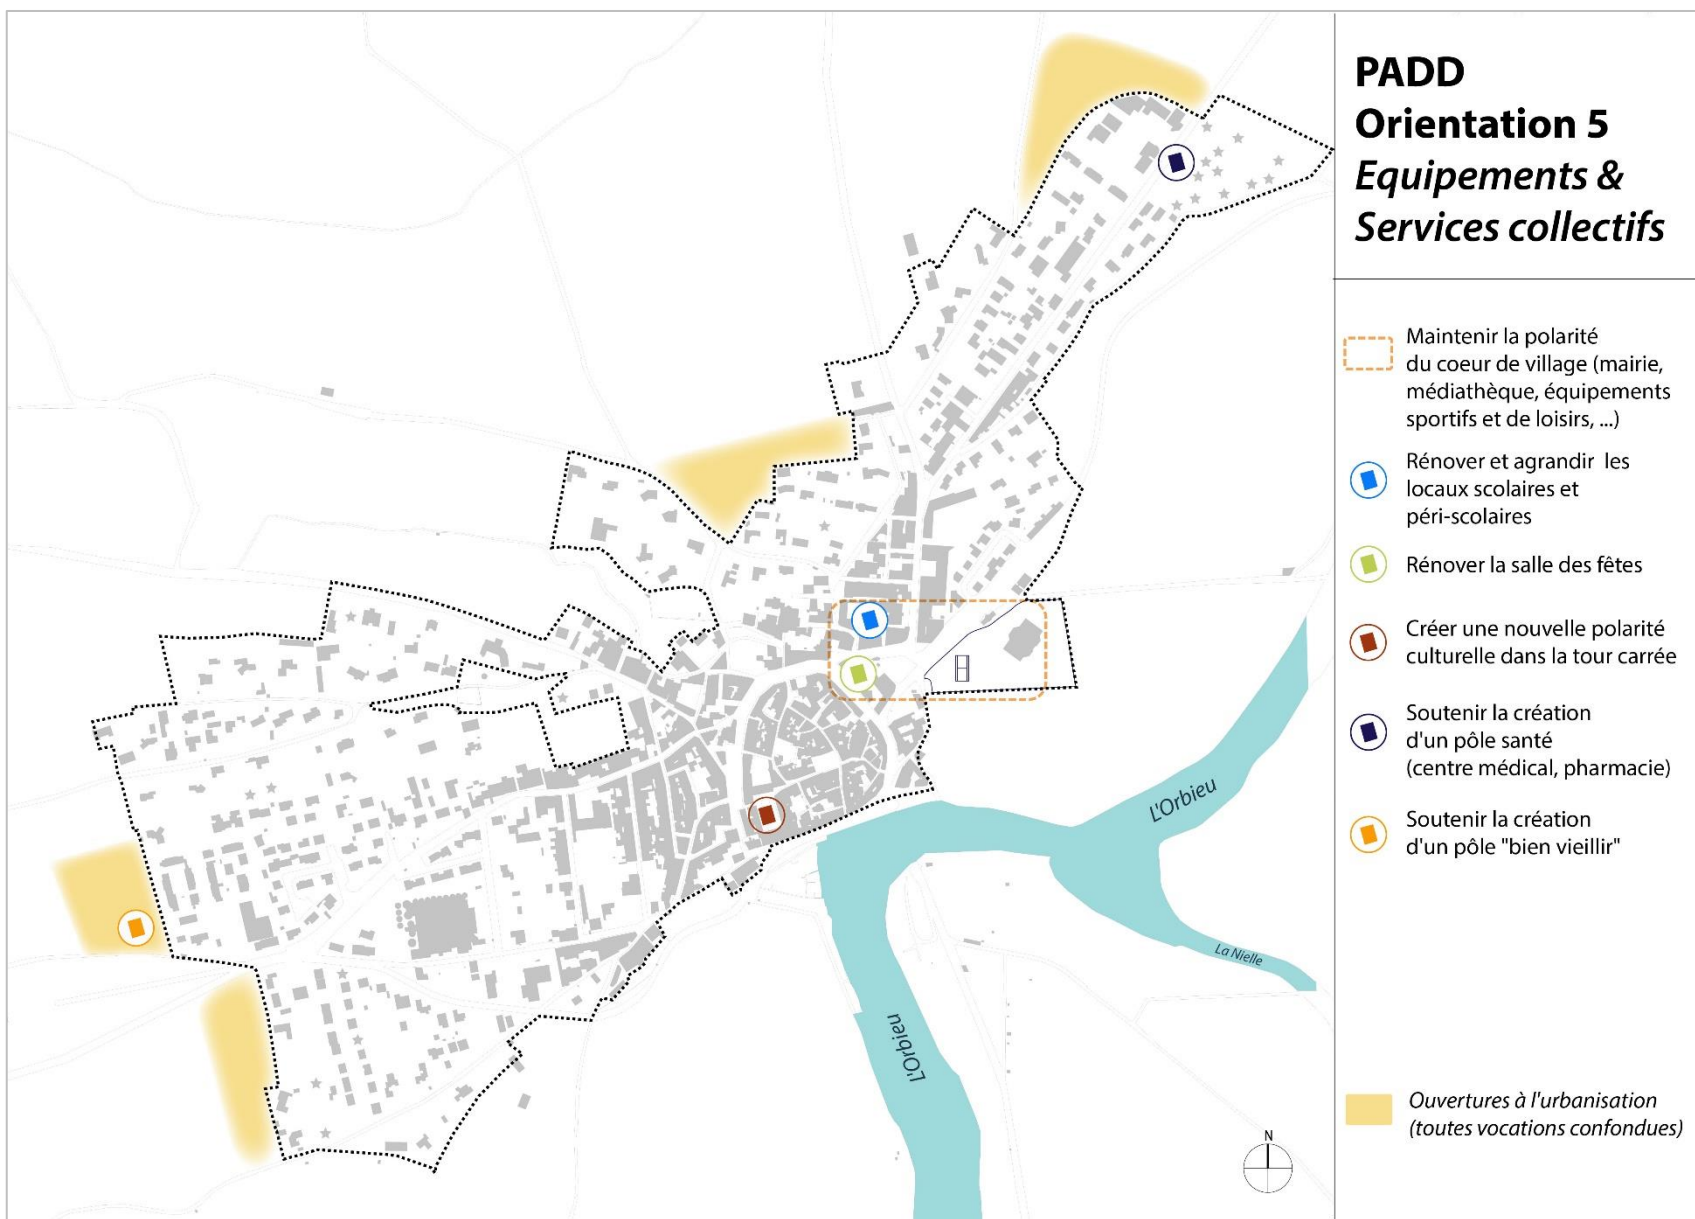 PADD
Orientation 5
Equipements &
Services collectifs
Maintenir la polarité
du coeur de village (mairie,
médiathèque, équipements
sportifs et de loisirs, ...)
Rénover et agrandir les
locaux scolaires et
péri-scolaires
Rénover la salle des fêtes
Créer une nouvelle polarité
culturelle dans la tour carrée
Soutenir la création
d'un pôle santé
(centre médical, pharmacie)
Soutenir la création
d'un pôle "bien vieillir"
Ouvertures à l'urbanisation
(toutes vocations confondues)
L'Orbieu
La Nielle
L'Orbieu
N